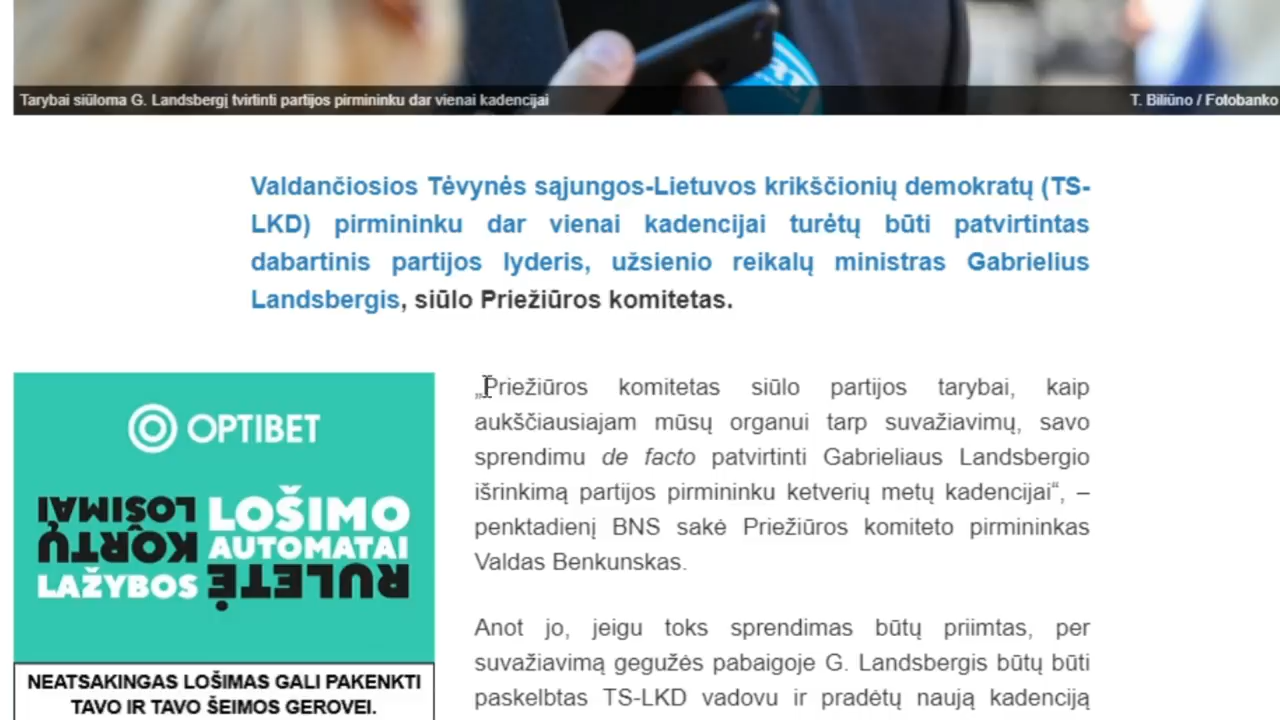 Tarybai siūloma G. Landsbergį tvirtinti partijos pirmininku dar vienai kadencijai
T. Biliūno / Fotobanko
Valdančiosios Tėvynės sąjungos-Lietuvos krikščionių demokratų (TS-
LKD) pirmininku dar vienai kadencijai turėtų būti patvirtintas
dabartinis partijos lyderis, užsienio reikalų ministras Gabrielius
Landsbergis, siūlo Priežiūros komitetas.
„Priežiūros komitetas siūlo partijos tarybai, kaip
aukščiausiajam mūsų organui tarp suvažiavimų, savo
sprendimu de facto patvirtinti Gabrieliaus Landsbergio
išrinkimą partijos pirmininku ketverių metų kadencijai“, –
penktadienį BNS sakė Priežiūros komiteto pirmininkas
Valdas Benkunskas.
Anot jo, jeigu toks sprendimas būtų priimtas, per
suvažiavimą gegužės pabaigoje G. Landsbergis būtų būti
paskelbtas TS-LKD vadovu ir pradėtų naują kadenciją
OPTIBET
LOŠIMAI
KORTŲ
LAŽYBOS
LOŠIMO
AUTOMATAI
RULETĖ
NEATSAKINGAS LOŠIMAS GALI PAKENKTI
TAVO IR TAVO ŠEIMOS GEROVEI.